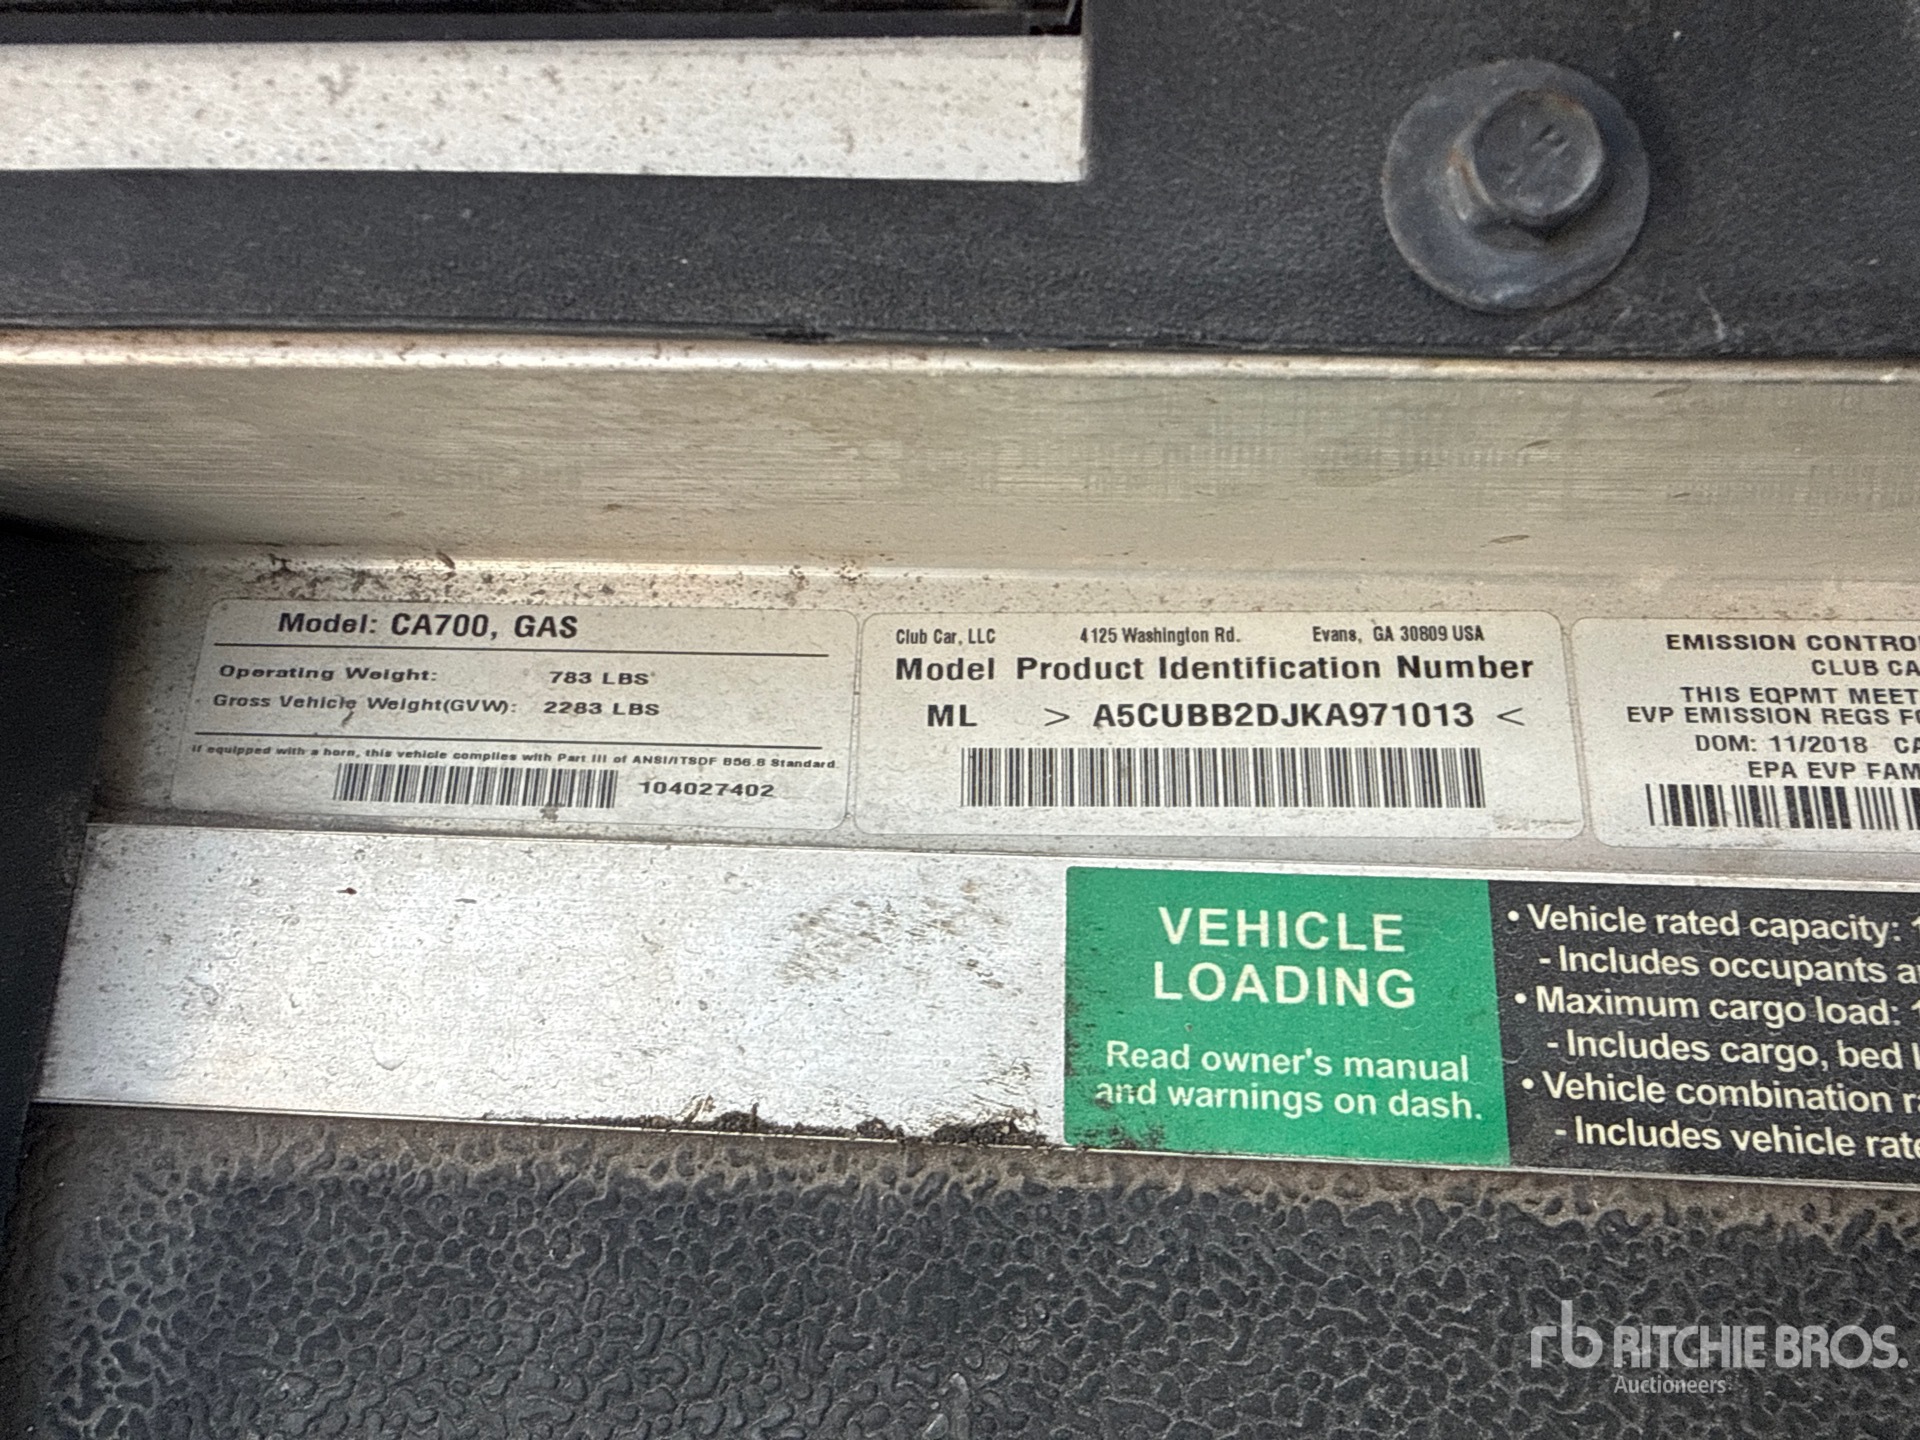 Model: CA700, GAS
Operating Weight: 783 LBS
Gross Vehicle Weight(GVW): 2283 LBS
If equipped with a horn, this vehicle complies with Part III of ANSI/ITSDF B56.8 Standard
104027402
Club Car, LLC 4125 Washington Rd. Evans, GA 30809 USA
Model Product Identification Number
ML > A5CUBB2DJKA971013 <
EMISSION CONTRO
CLUB CA
THIS EQPMT MEET
EVP EMISSION REGS F
DOM: 11/2018 CA
EPA EVP FAM
VEHICLE
LOADING
Read owner's manual
and warnings on dash.
• Vehicle rated capacity: 1
- Includes occupants a
• Maximum cargo load: 1
- Includes cargo, bed l
• Vehicle combination ra
- Includes vehicle rate
rb RITCHIE BROS.
Auctioneers